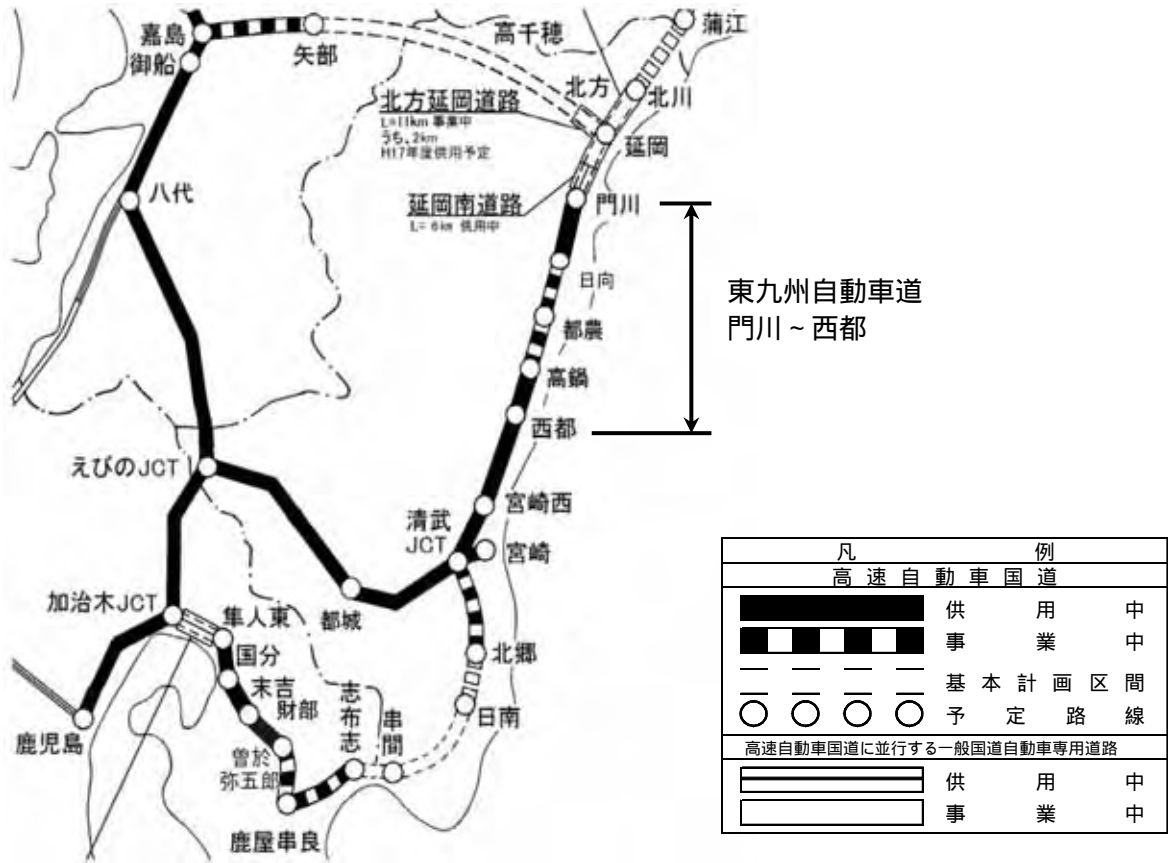 嘉島
御船
矢部
高千穂
蒲江
北方
北川
北方延岡道路
L=11km 事業中
うち、2km
H17年度供用予定
延岡
八代
延岡南道路
L=6km 供用中
門川
日向
都農
高鍋
西都
東九州自動車道
門川~西都
えびのJCT
宮崎西
清武
JCT
宮崎
加治木JCT
隼人東
都城
国分
北郷
末吉
財部
志布志
串間
日南
鹿児島
曽於
弥五郎
鹿屋串良
凡例
高速自動車国道
供用中
事業中
基本計画区間
予定路線
高速自動車国道に並行する一般国道自動車専用道路
供用中
事業中